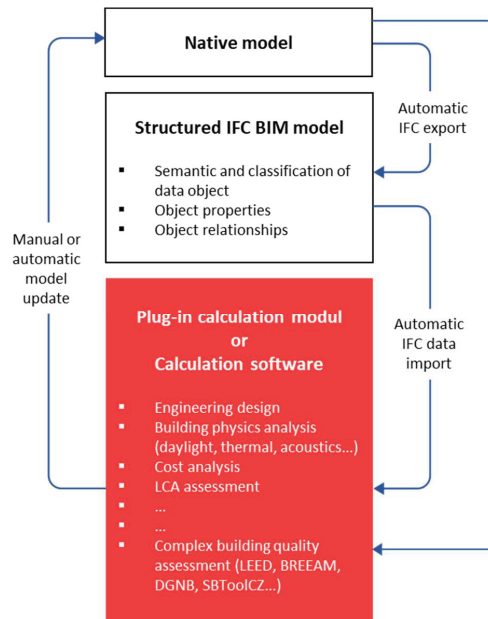 Native model
Automatic
IFC export
Structured IFC BIM model
▪ Semantic and classification of
data object
▪ Object properties
▪ Object relationships
Manual or
automatic
model
update
Plug-in calculation modul
or
Calculation software
Automatic
IFC data
import
▪ Engineering design
▪ Building physics analysis
(daylight, thermal, acoustics...)
▪ Cost analysis
▪ LCA assessment
▪ ...
▪ ...
▪ Complex building quality
assessment (LEED, BREEAM,
DGNB, SBToolCZ...)